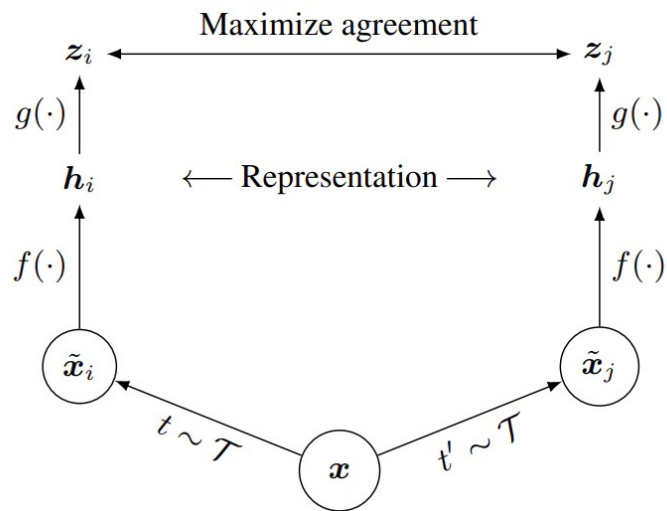 Maximize agreement
z_i ⟷ z_j
g(·) g(·)
h_i ⟵ Representation ⟶ h_j
f(·) f(·)
x̃_i x̃_j
t ∼ 𝒯 t′ ∼ 𝒯
x